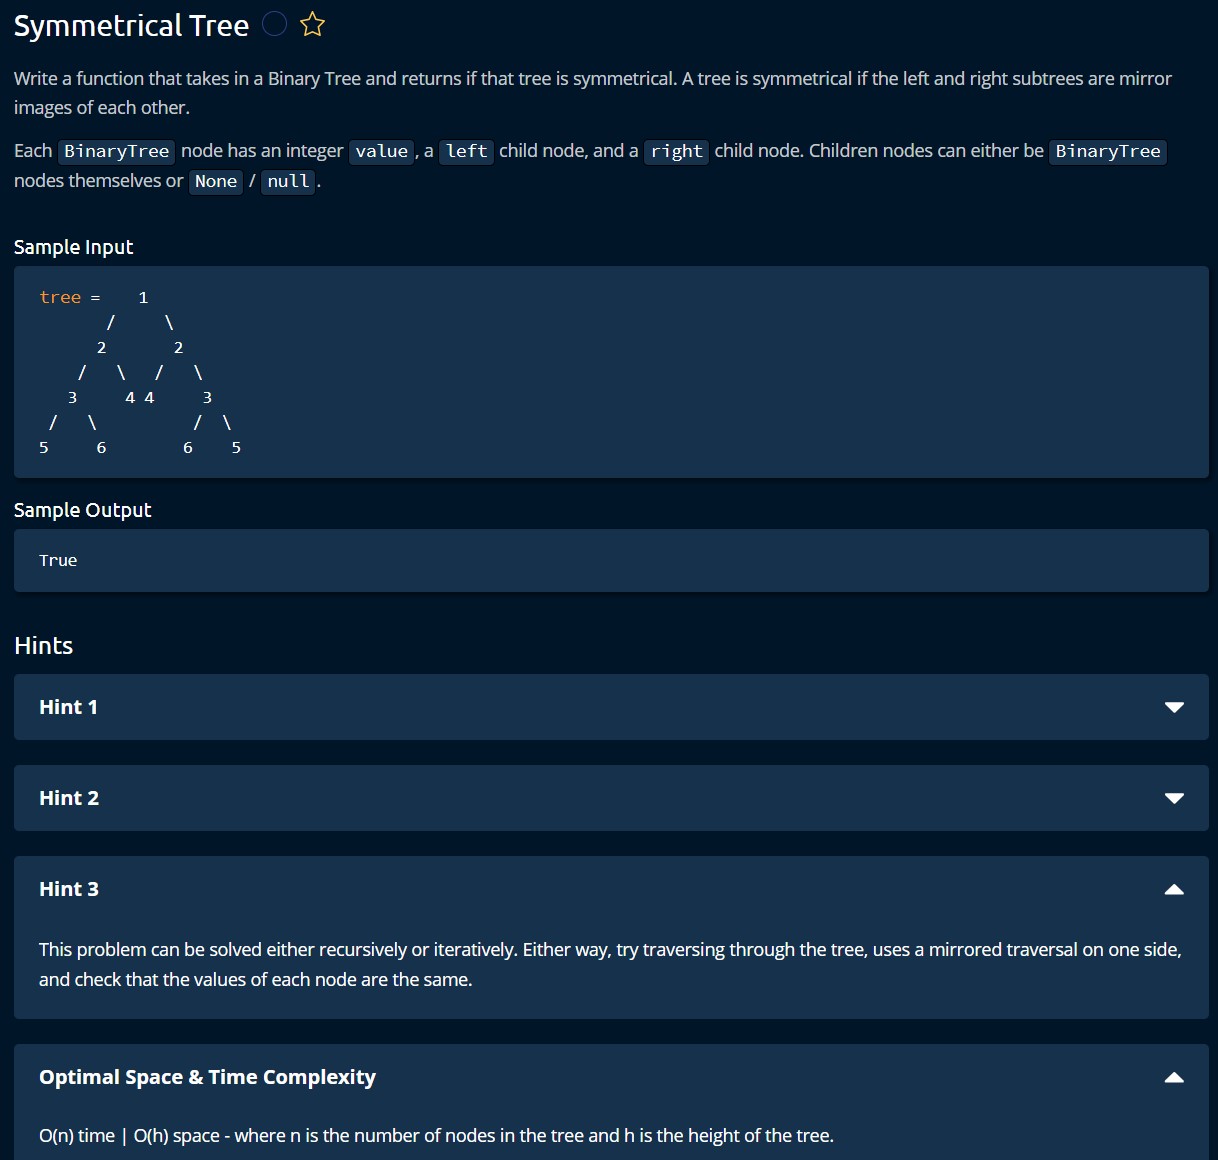 Symmetrical Tree
Write a function that takes in a Binary Tree and returns if that tree is symmetrical. A tree is symmetrical if the left and right subtrees are mirror
images of each other.
Each BinaryTree node has an integer value , a left child node, and a right child node. Children nodes can either be BinaryTree
nodes themselves or None / null .
Sample Input
tree =    1
       /     \
      2       2
    /   \   /   \
   3     4 4     3
 /   \          /  \
5     6        6    5
Sample Output
True
Hints
Hint 1
Hint 2
Hint 3
This problem can be solved either recursively or iteratively. Either way, try traversing through the tree, uses a mirrored traversal on one side,
and check that the values of each node are the same.
Optimal Space & Time Complexity
O(n) time | O(h) space - where n is the number of nodes in the tree and h is the height of the tree.